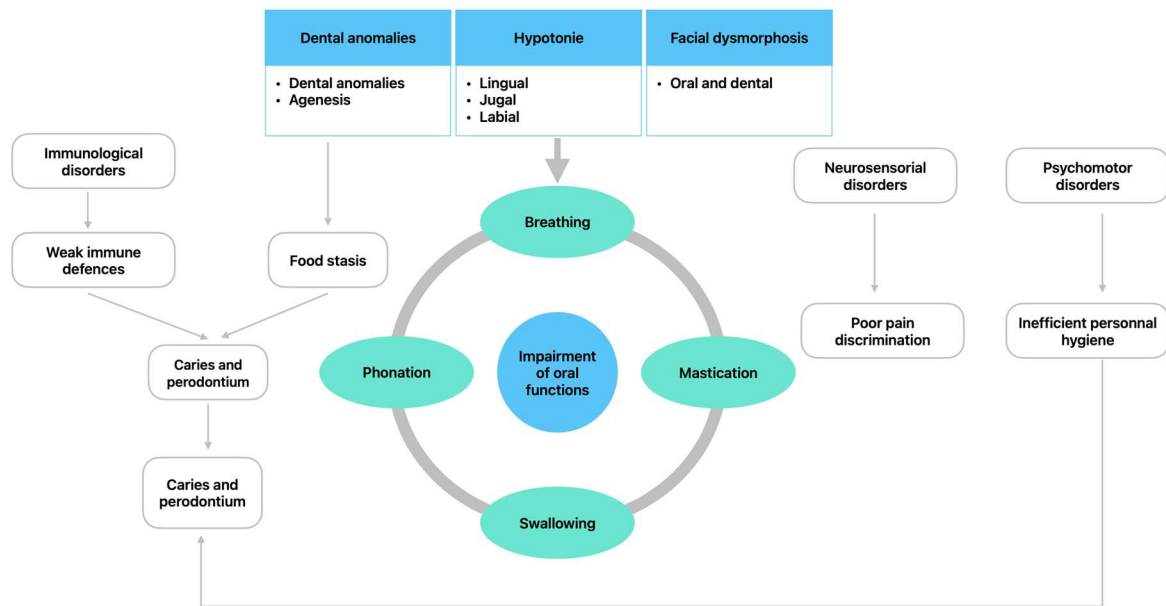 Dental anomalies
Hypotonie
Facial dysmorphosis
• Dental anomalies
• Agenesis
• Lingual
• Jugal
• Labial
• Oral and dental
Immunological
disorders
Neurosensorial
disorders
Psychomotor
disorders
Breathing
Weak immune
defences
Food stasis
Poor pain
discrimination
Inefficient personnal
hygiene
Caries and
perodontium
Phonation
Impairment
of oral
functions
Mastication
Caries and
perodontium
Swallowing